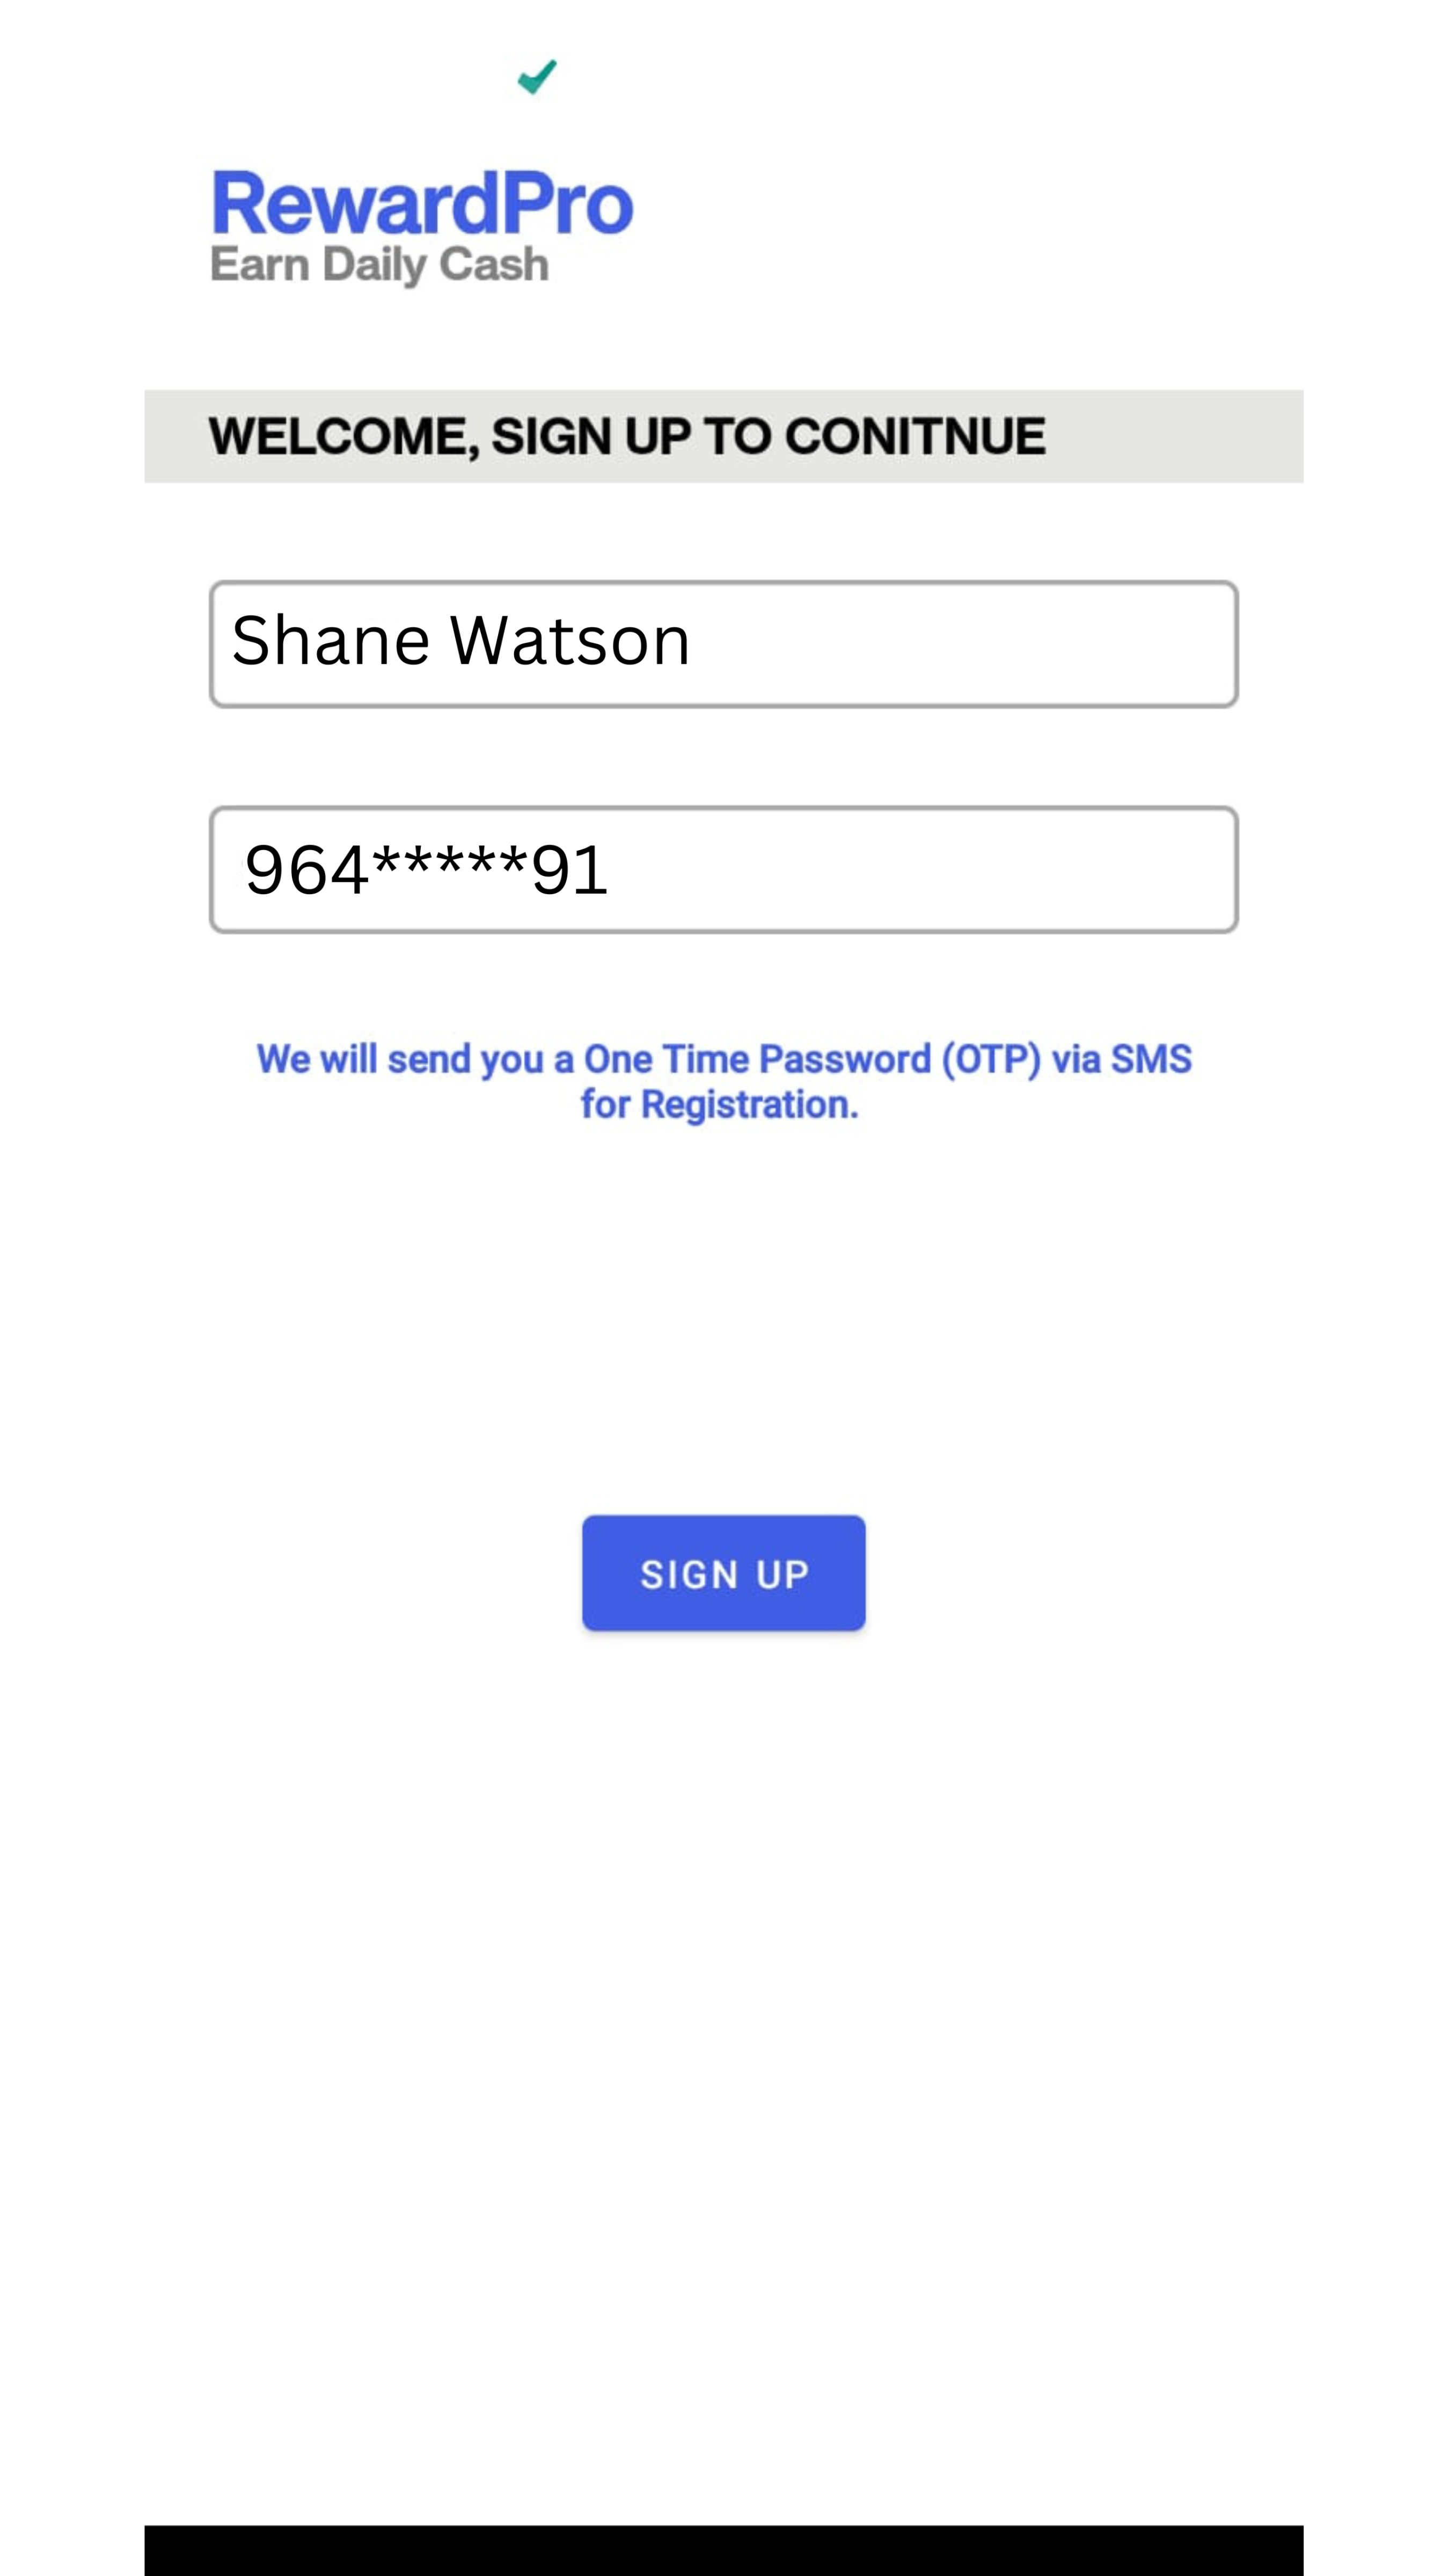 RewardPro
Earn Daily Cash
WELCOME, SIGN UP TO CONITNUE
Shane Watson
964*****91
We will send you a One Time Password (OTP) via SMS
for Registration.
SIGN UP